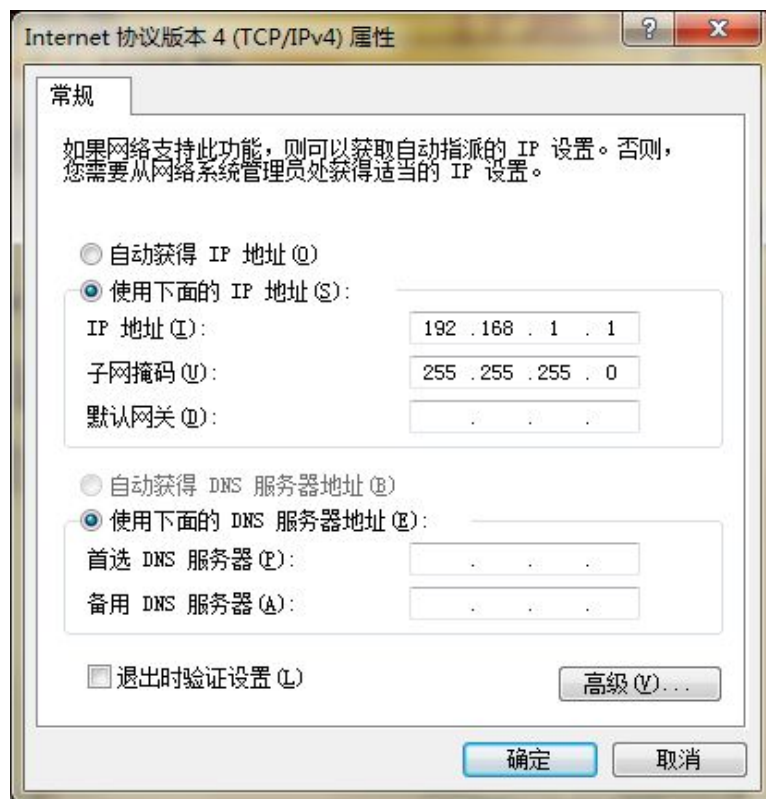 Internet 协议版本 4 (TCP/IPv4) 属性
?
常规
如果网络支持此功能，则可以获取自动指派的 IP 设置。否则，
您需要从网络系统管理员处获得适当的 IP 设置。
自动获得 IP 地址(O)
使用下面的 IP 地址(S):
IP 地址(I): 192 .168 . 1 . 1
子网掩码(U): 255 .255 .255 . 0
默认网关(D): . . .
自动获得 DNS 服务器地址(B)
使用下面的 DNS 服务器地址(E):
首选 DNS 服务器(P): . . .
备用 DNS 服务器(A): . . .
退出时验证设置(L)
高级(V)...
确定 取消